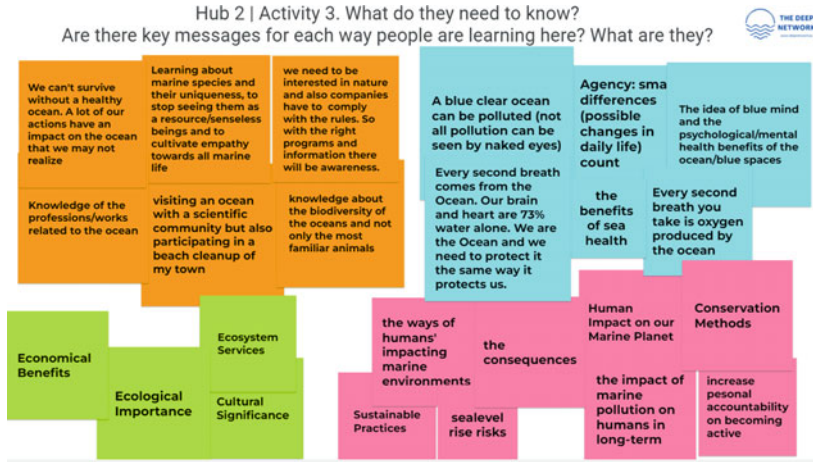 Hub 2 | Activity 3. What do they need to know?
Are there key messages for each way people are learning here? What are they?
THE DEEP
NETWORK
We can't survive
without a healthy
ocean. A lot of our
actions have an
impact on the ocean
that we may not
realize
Learning about
marine species and
their uniqueness, to
stop seeing them as
a resource/senseless
beings and to
cultivate empathy
towards all marine
life
we need to be
interested in nature
and also companies
have to comply
with the rules. So
with the right
programs and
information there
will be awareness.
Knowledge of the
professions/works
related to the ocean
visiting an ocean
with a scientific
community but also
participating in a
beach cleanup of
my town
knowledge about
the biodiversity of
the oceans and not
only the most
familiar animals
A blue clear ocean
can be polluted (not
all pollution can be
seen by naked eyes)
Agency: sma
differences
(possible
changes in
daily life)
count
The idea of blue mind
and the
psychological/mental
health benefits of the
ocean/blue spaces
Every second breath
comes from the
Ocean. Our brain
and heart are 73%
water alone. We are
the Ocean and we
need to protect it
the same way it
protects us.
the
benefits
of sea
health
Every second
breath you
take is oxygen
produced by
the ocean
Economical
Benefits
Ecological
Importance
Ecosystem
Services
Cultural
Significance
the ways of
humans'
impacting
marine
environments
the
consequences
Human
Impact on our
Marine Planet
Conservation
Methods
Sustainable
Practices
sealevel
rise risks
the impact of
marine
pollution on
humans in
long-term
increase
pesonal
accountability
on becoming
active